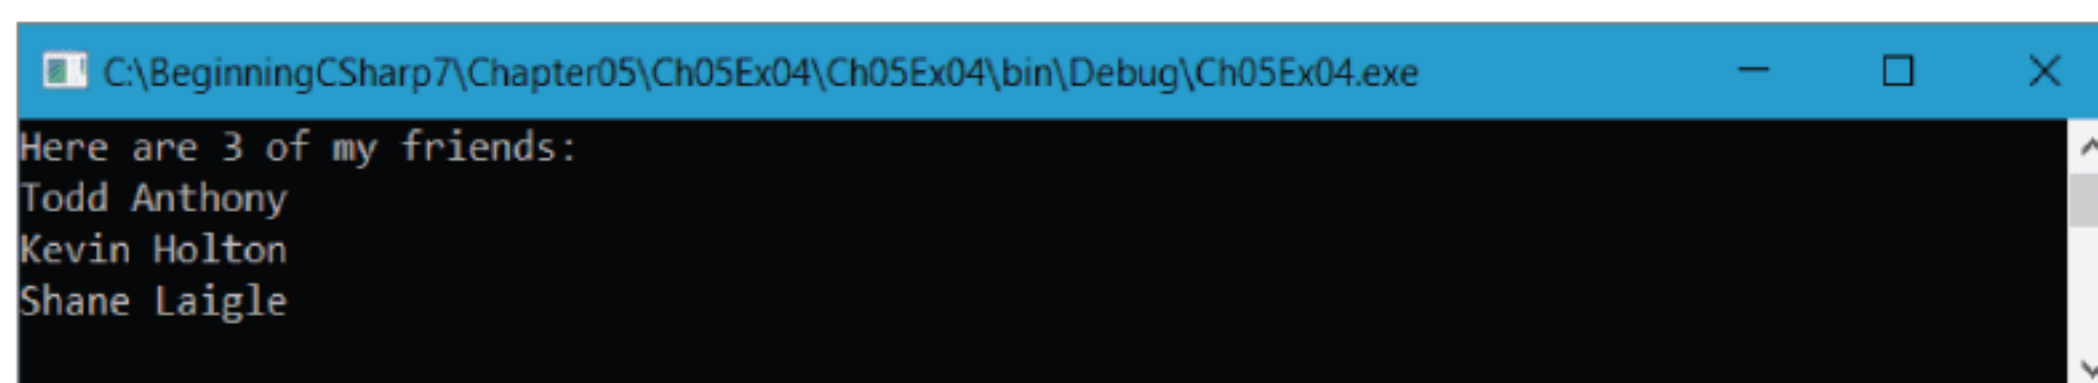 C:\BeginningCSharp7\Chapter05\Ch05Ex04\Ch05Ex04\bin\Debug\Ch05Ex04.exe
Here are 3 of my friends:
Todd Anthony
Kevin Holton
Shane Laigle